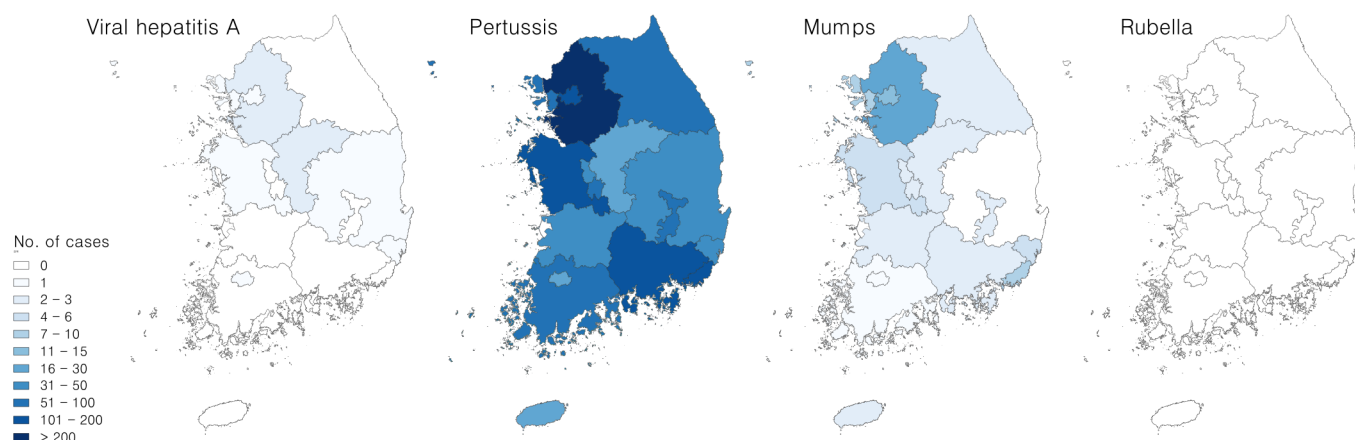 Viral hepatitis A
Pertussis
Mumps
Rubella
No. of cases
0
1
2 – 3
4 – 6
7 – 10
11 – 15
16 – 30
31 – 50
51 – 100
101 – 200
> 200